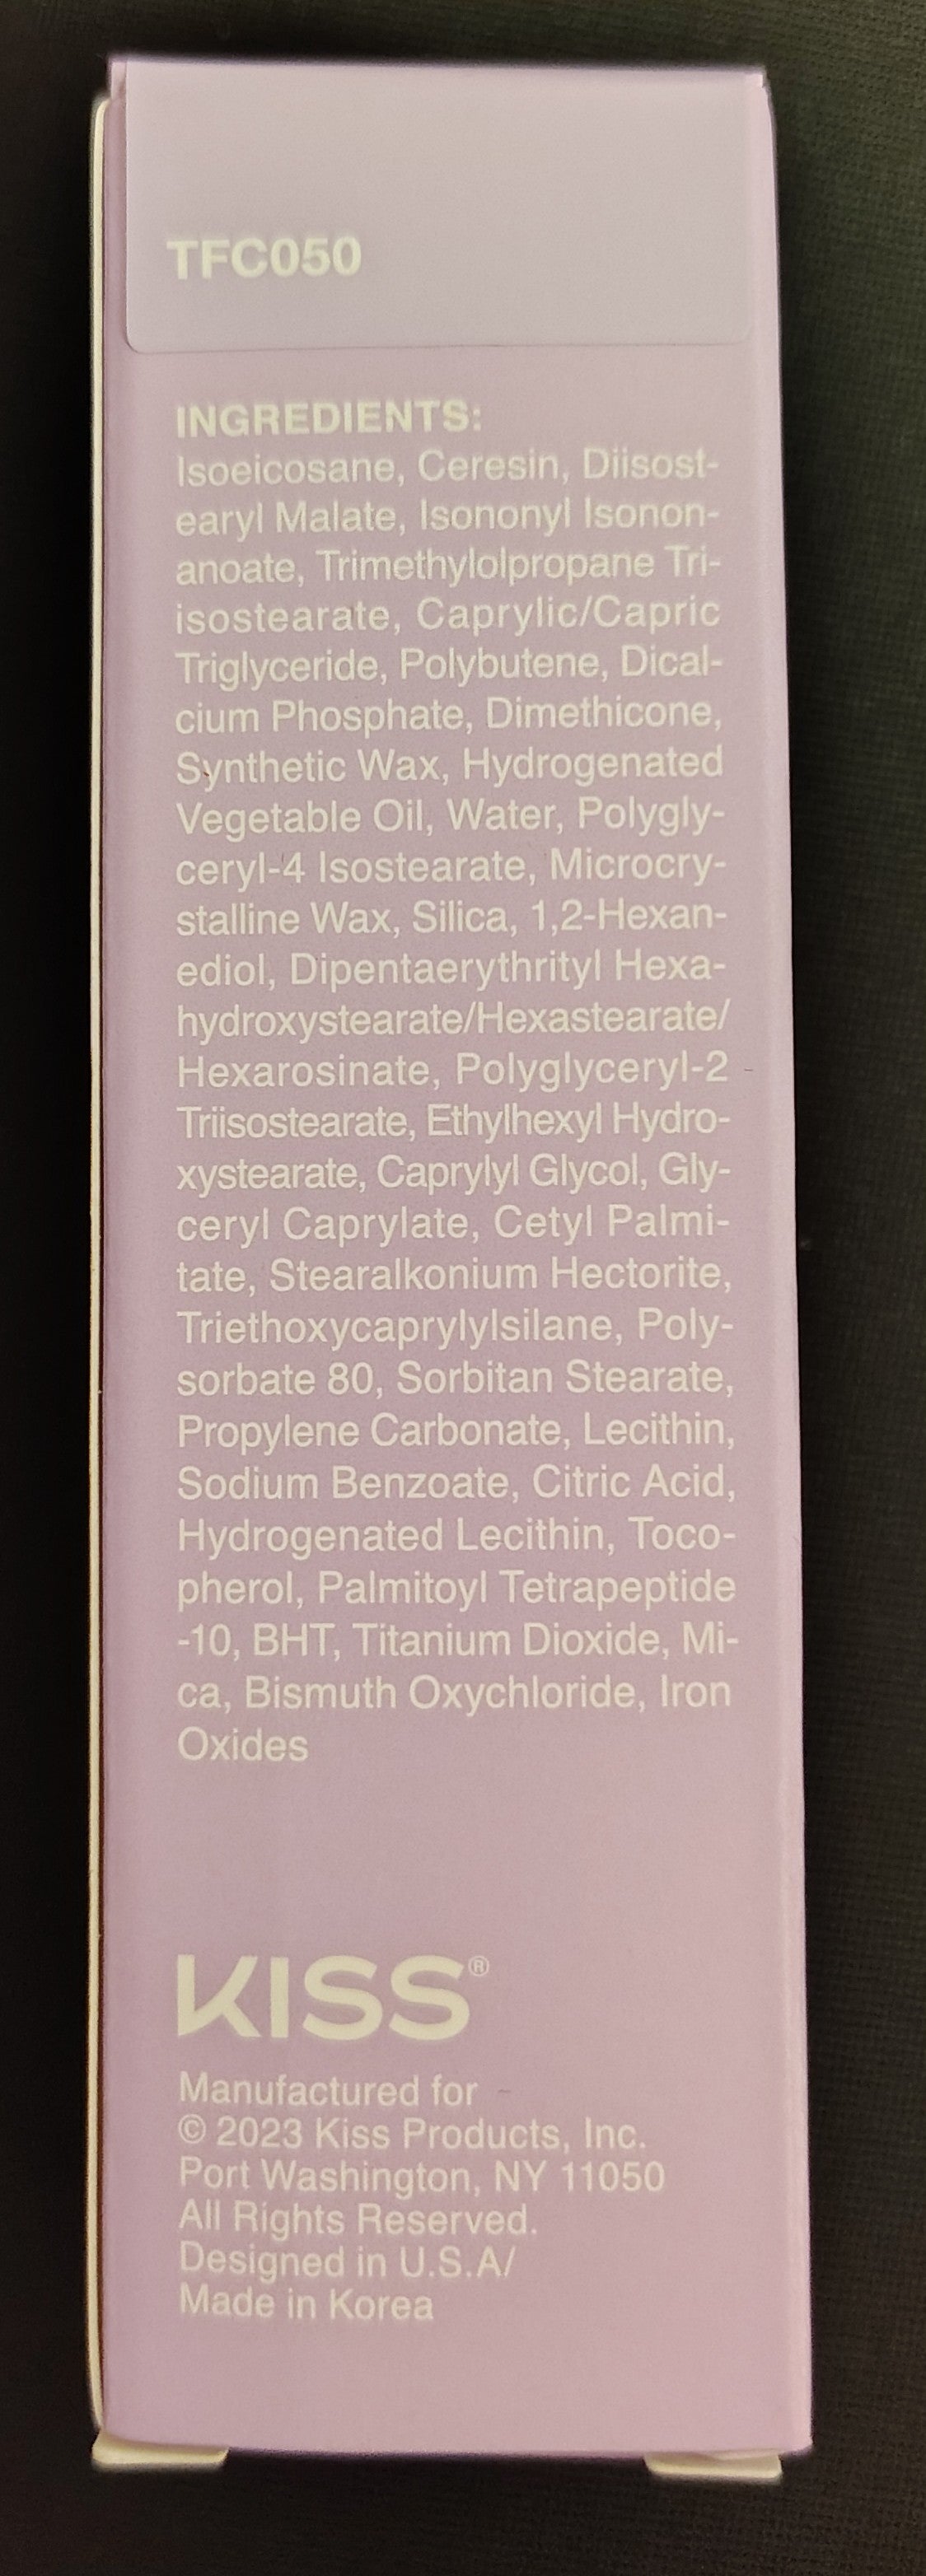 TFC050
INGREDIENTS:
Isoeicosane, Ceresin, Diisost-
earyl Malate, Isononyl Isonon-
anoate, Trimethylolpropane Tri-
isostearate, Caprylic/Capric
Triglyceride, Polybutene, Dical-
cium Phosphate, Dimethicone,
Synthetic Wax, Hydrogenated
Vegetable Oil, Water, Polygly-
ceryl-4 Isostearate, Microcry-
stalline Wax, Silica, 1,2-Hexan-
ediol, Dipentaerythrityl Hexa-
hydroxystearate/Hexastearate/
Hexarosinate, Polyglyceryl-2
Triisostearate, Ethylhexyl Hydro-
xystearate, Caprylyl Glycol, Gly-
ceryl Caprylate, Cetyl Palmi-
tate, Stearalkonium Hectorite,
Triethoxycaprylylsilane, Poly-
sorbate 80, Sorbitan Stearate,
Propylene Carbonate, Lecithin,
Sodium Benzoate, Citric Acid,
Hydrogenated Lecithin, Toco-
pherol, Palmitoyl Tetrapeptide
-10, BHT, Titanium Dioxide, Mi-
ca, Bismuth Oxychloride, Iron
Oxides
KISS®
Manufactured for
© 2023 Kiss Products, Inc.
Port Washington, NY 11050
All Rights Reserved.
Designed in U.S.A/
Made in Korea